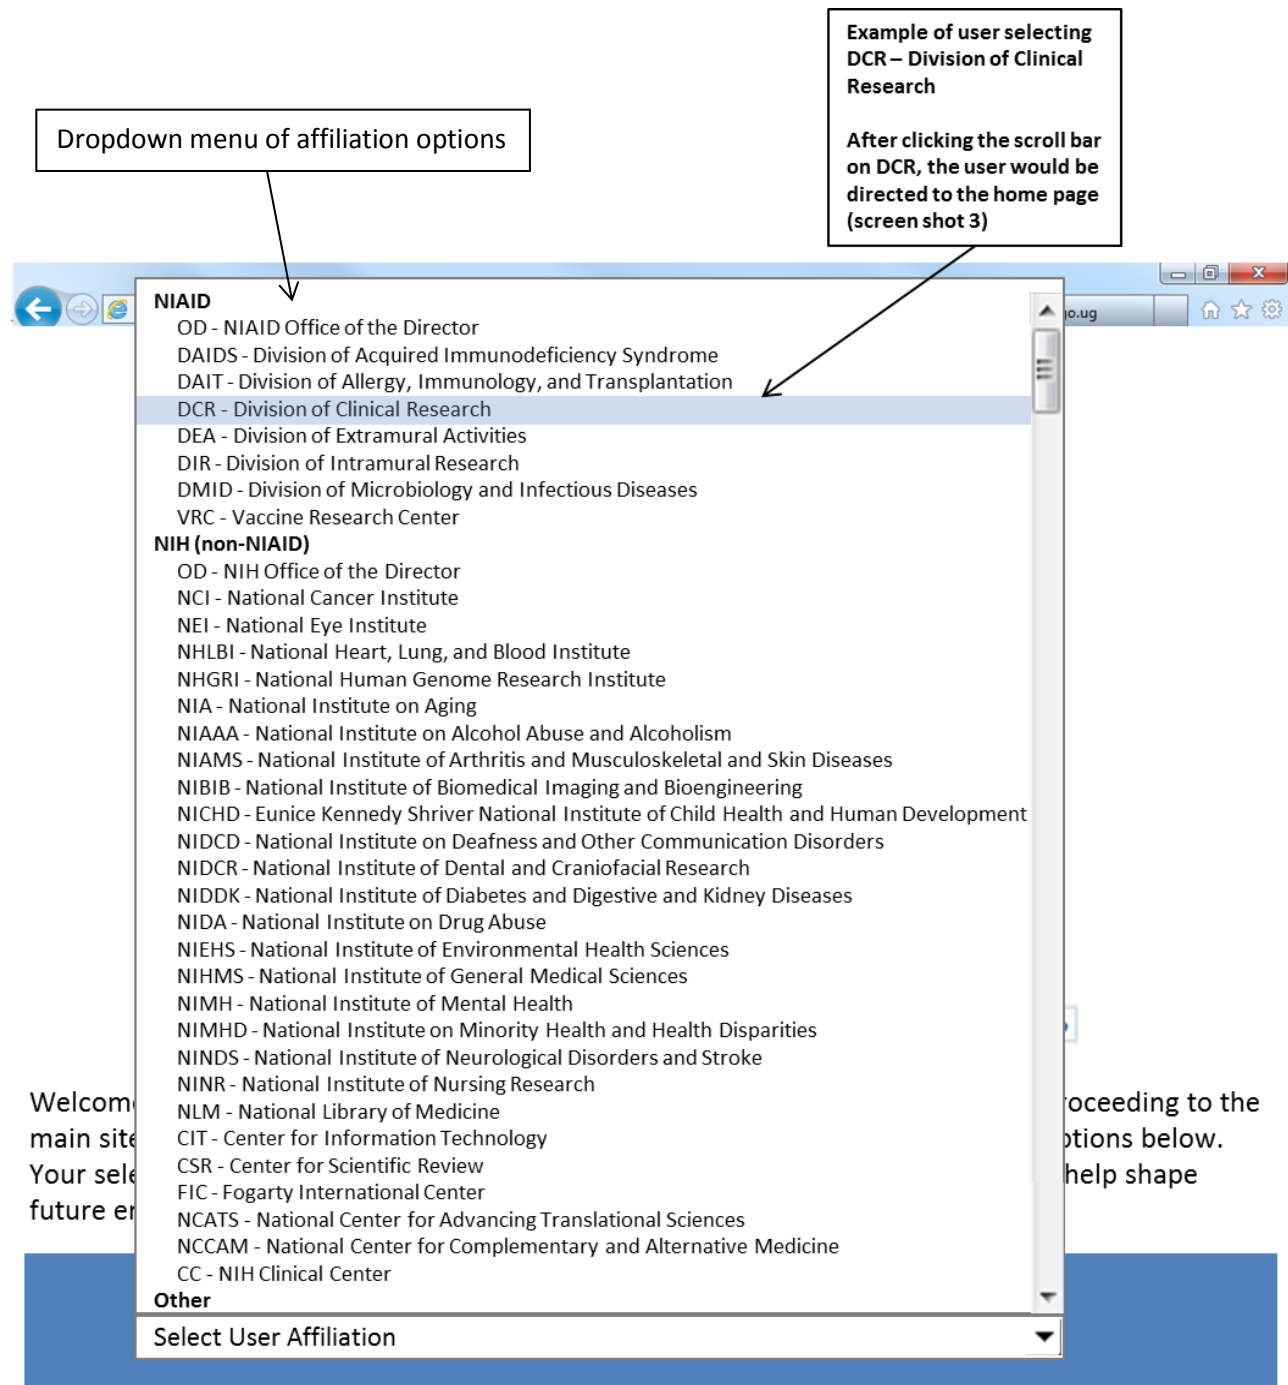 Example of user selecting
DCR – Division of Clinical
Research
After clicking the scroll bar
on DCR, the user would be
directed to the home page
(screen shot 3)
Dropdown menu of affiliation options
NIAID
OD - NIAID Office of the Director
DAIDS - Division of Acquired Immunodeficiency Syndrome
DAIT - Division of Allergy, Immunology, and Transplantation
DCR - Division of Clinical Research
DEA - Division of Extramural Activities
DIR - Division of Intramural Research
DMID - Division of Microbiology and Infectious Diseases
VRC - Vaccine Research Center
NIH (non-NIAID)
OD - NIH Office of the Director
NCI - National Cancer Institute
NEI - National Eye Institute
NHLBI - National Heart, Lung, and Blood Institute
NHGRI - National Human Genome Research Institute
NIA - National Institute on Aging
NIAAA - National Institute on Alcohol Abuse and Alcoholism
NIAMS - National Institute of Arthritis and Musculoskeletal and Skin Diseases
NIBIB - National Institute of Biomedical Imaging and Bioengineering
NICHD - Eunice Kennedy Shriver National Institute of Child Health and Human Development
NIDCD - National Institute on Deafness and Other Communication Disorders
NIDCR - National Institute of Dental and Craniofacial Research
NIDDK - National Institute of Diabetes and Digestive and Kidney Diseases
NIDA - National Institute on Drug Abuse
NIEHS - National Institute of Environmental Health Sciences
NIHMS - National Institute of General Medical Sciences
NIMH - National Institute of Mental Health
NIMHD - National Institute on Minority Health and Health Disparities
NINDS - National Institute of Neurological Disorders and Stroke
NINR - National Institute of Nursing Research
NLM - National Library of Medicine
CIT - Center for Information Technology
CSR - Center for Scientific Review
FIC - Fogarty International Center
NCATS - National Center for Advancing Translational Sciences
NCCAM - National Center for Complementary and Alternative Medicine
CC - NIH Clinical Center
Other
Select User Affiliation
Welcom oceeding to the
main site ptions below.
Your sele help shape
future en